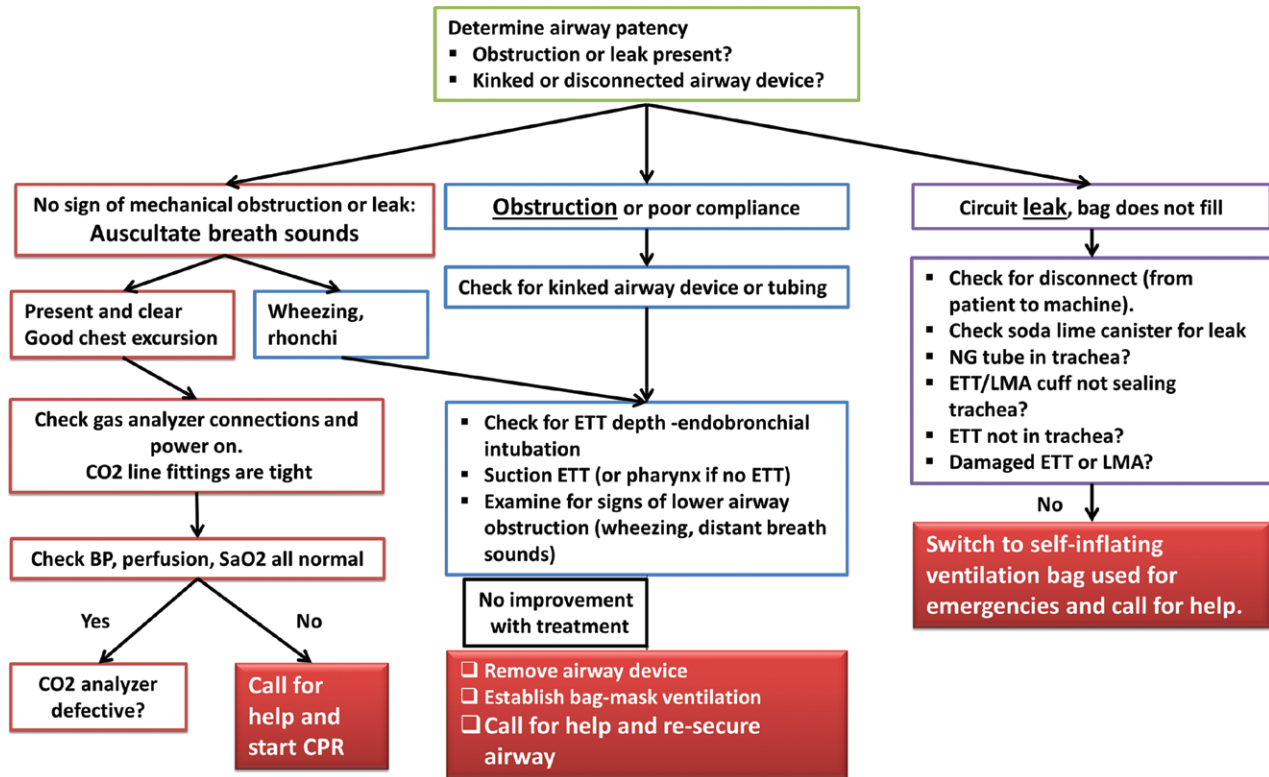 Determine airway patency
▪ Obstruction or leak present?
▪ Kinked or disconnected airway device?
No sign of mechanical obstruction or leak:
Auscultate breath sounds
Present and clear
Good chest excursion
Wheezing,
rhonchi
Check gas analyzer connections and
power on.
CO2 line fittings are tight
Check BP, perfusion, SaO2 all normal
Yes
No
CO2 analyzer
defective?
Call for
help and
start CPR
Obstruction or poor compliance
Check for kinked airway device or tubing
▪ Check for ETT depth -endobronchial
intubation
▪ Suction ETT (or pharynx if no ETT)
▪ Examine for signs of lower airway
obstruction (wheezing, distant breath
sounds)
No improvement
with treatment
❑ Remove airway device
❑ Establish bag-mask ventilation
❑ Call for help and re-secure
airway
Circuit leak, bag does not fill
▪ Check for disconnect (from
patient to machine).
▪ Check soda lime canister for leak
▪ NG tube in trachea?
▪ ETT/LMA cuff not sealing
trachea?
▪ ETT not in trachea?
▪ Damaged ETT or LMA?
No
Switch to self-inflating
ventilation bag used for
emergencies and call for help.